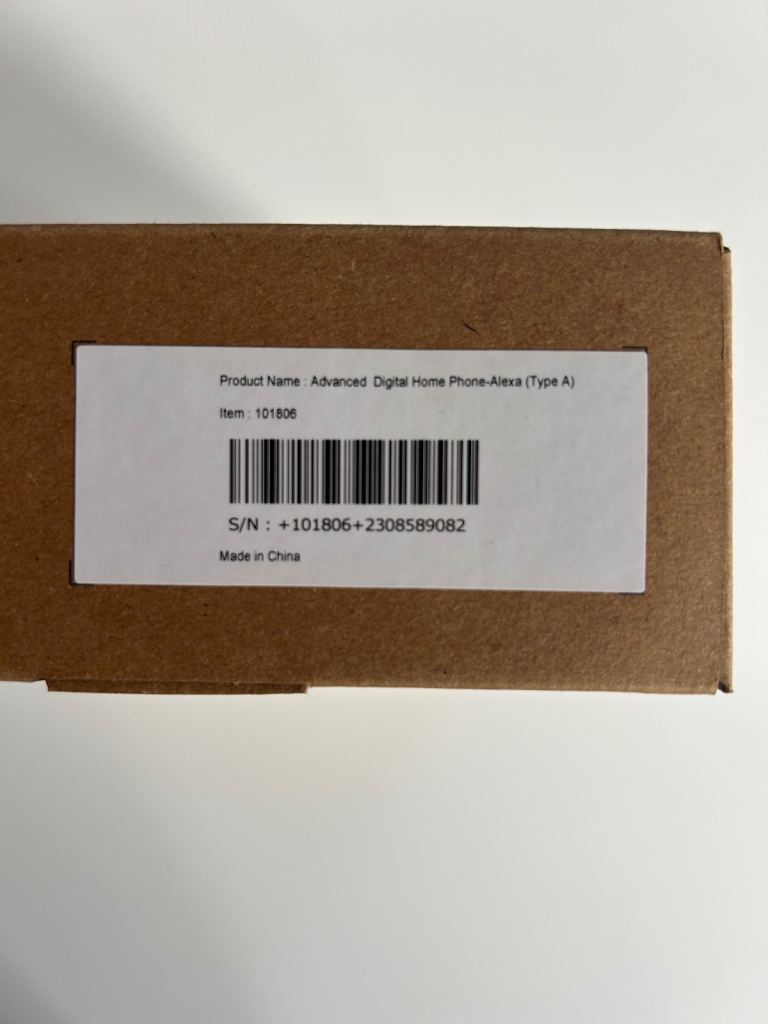 Product Name : Advanced  Digital Home Phone-Alexa (Type A)
Item : 101806
S/N : +101806+2308589082
Made in China